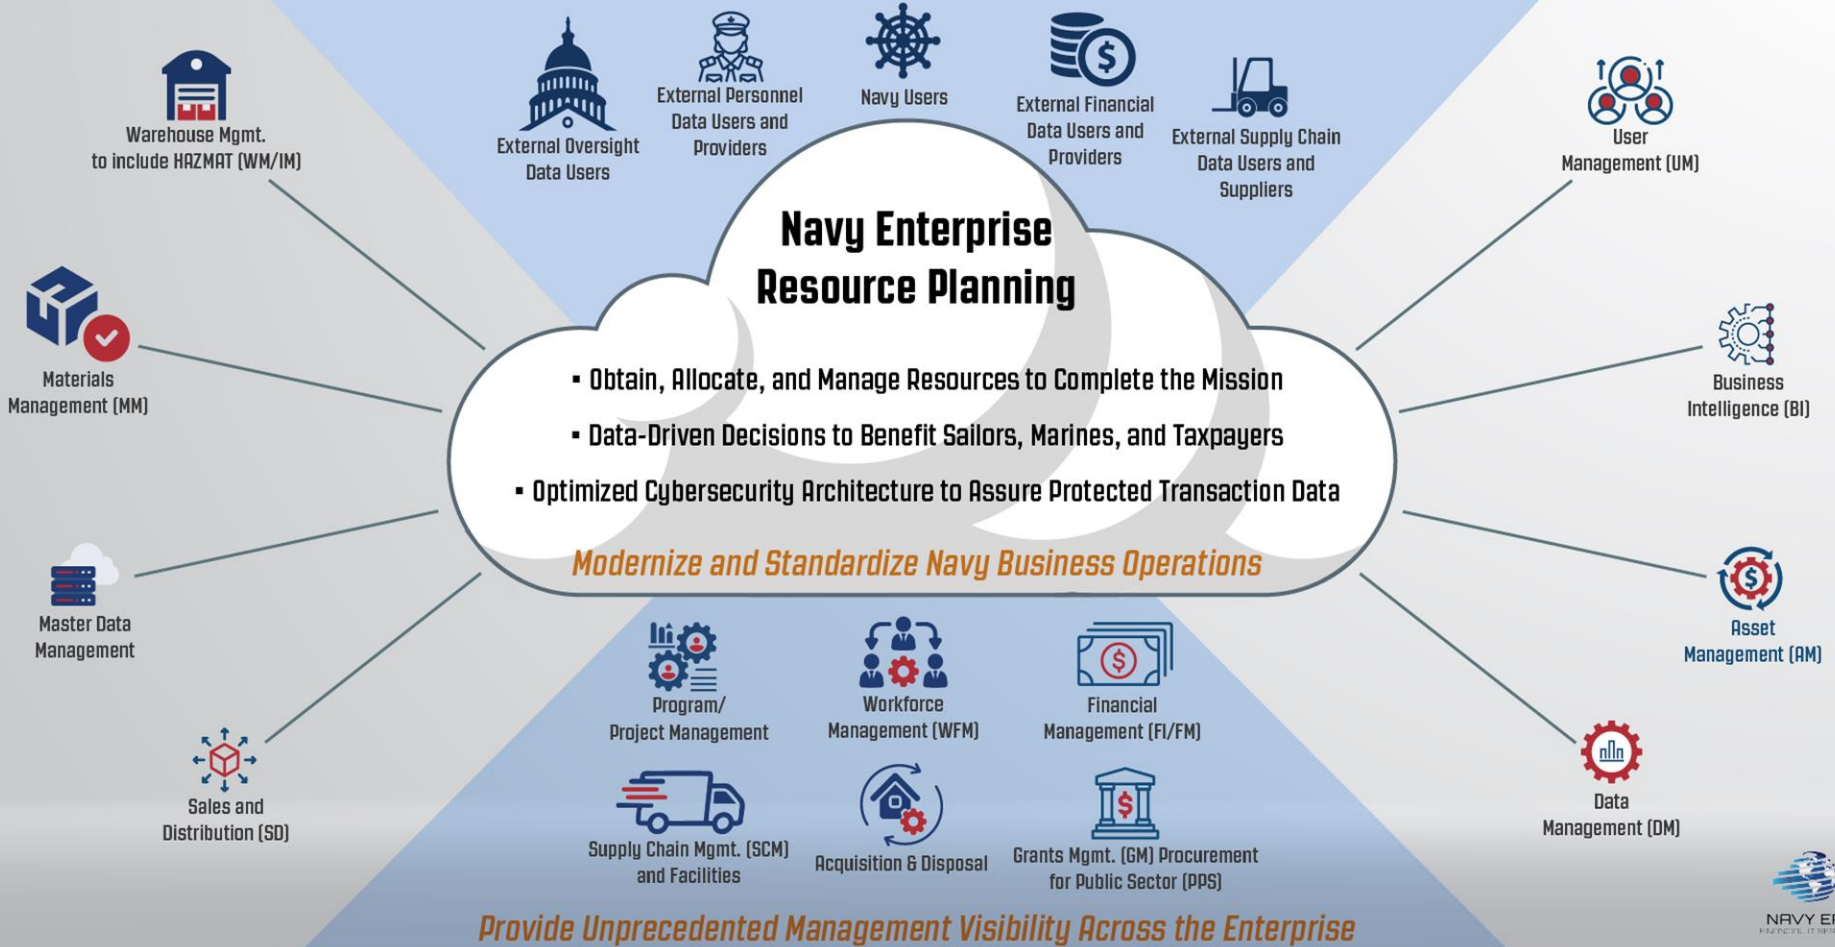 External Oversight
Data Users
External Personnel
Data Users and
Providers
Navy Users
External Financial
Data Users and
Providers
External Supply Chain
Data Users and
Suppliers
Warehouse Mgmt.
to include HAZMAT (WM/IM)
Materials
Management (MM)
Master Data
Management
Sales and
Distribution (SD)
Navy Enterprise
Resource Planning
▪ Obtain, Allocate, and Manage Resources to Complete the Mission
▪ Data-Driven Decisions to Benefit Sailors, Marines, and Taxpayers
▪ Optimized Cybersecurity Architecture to Assure Protected Transaction Data
Modernize and Standardize Navy Business Operations
User
Management (UM)
Business
Intelligence (BI)
Asset
Management (AM)
Data
Management (DM)
Program/
Project Management
Workforce
Management (WFM)
Financial
Management (FI/FM)
Supply Chain Mgmt. (SCM)
and Facilities
Acquisition & Disposal
Grants Mgmt. (GM) Procurement
for Public Sector (PPS)
Provide Unprecedented Management Visibility Across the Enterprise
NAVY
FINANCIAL IT